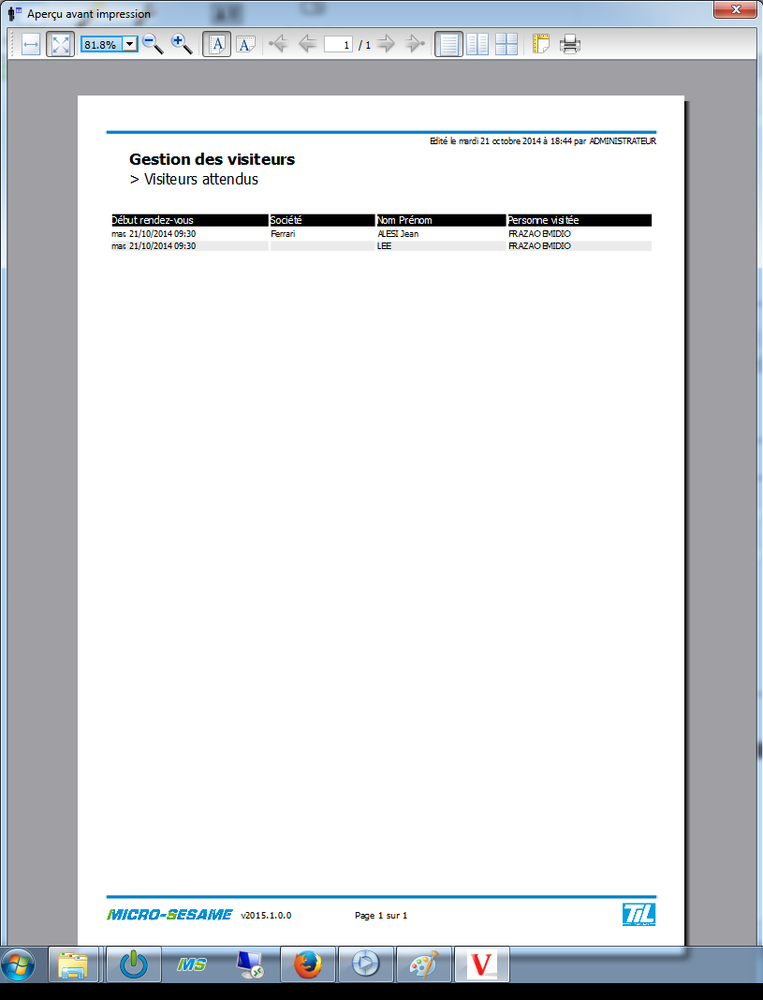 Aperçu avant impression
81.8% A A 1 / 1
Edité le mardi 21 octobre 2014 à 18:44 par ADMINISTRATEUR
Gestion des visiteurs
> Visiteurs attendus
Début rendez-vous Société Nom Prénom Personne visitée
mar. 21/10/2014 09:30 Ferrari ALESI Jean FRAZAO EMIDIO
mar. 21/10/2014 09:30 LEE FRAZAO EMIDIO
MICRO-SESAME v2015.1.0.0 Page 1 sur 1 TiL
MS V